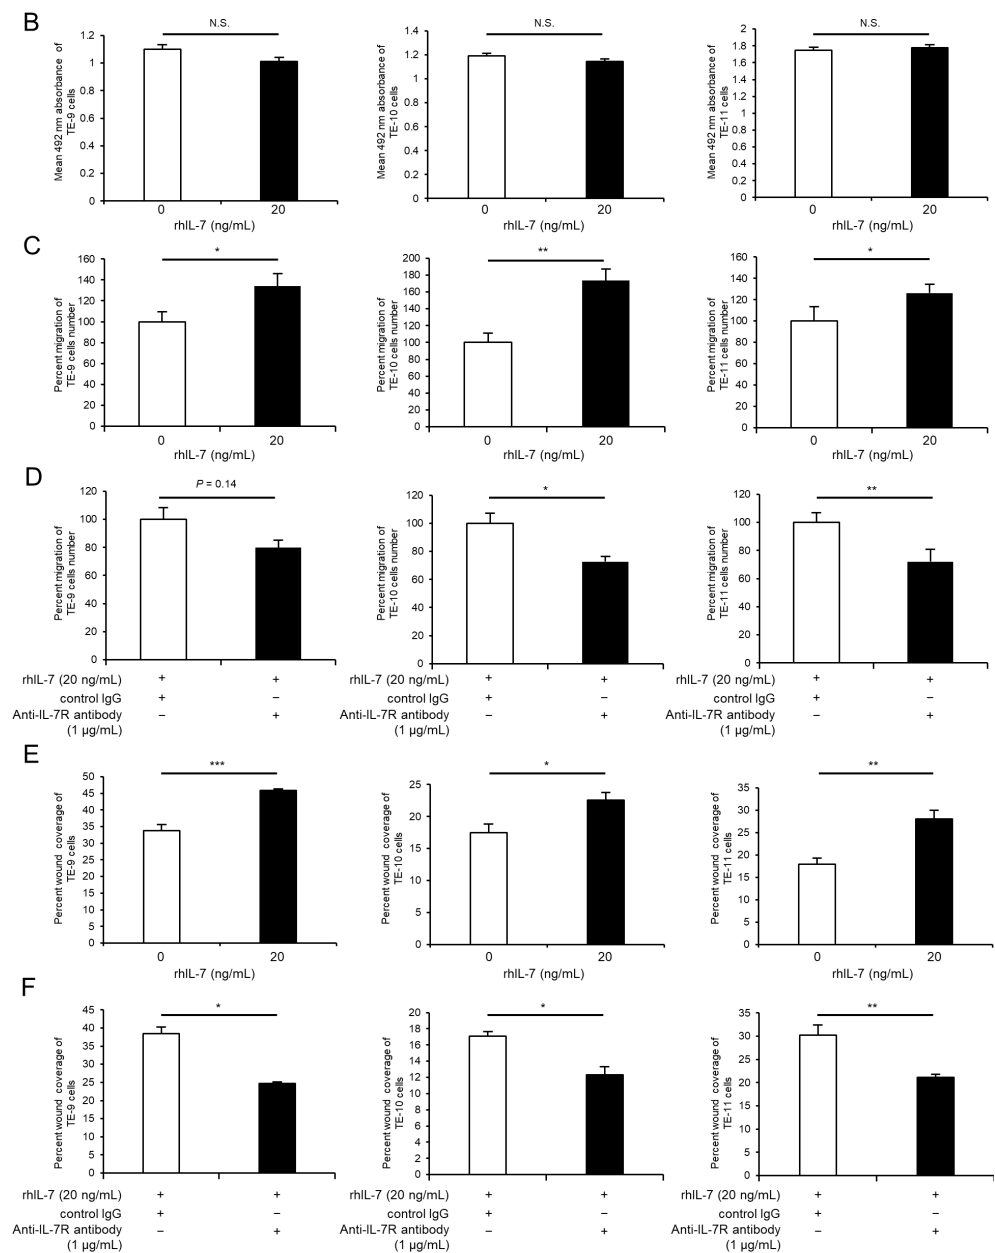 B
N.S.
Mean 492 nm absorbance of
TE-9 cells
1.2
1
0.8
0.6
0.4
0.2
0
0 20
rhIL-7 (ng/mL)
N.S.
Mean 492 nm absorbance of
TE-10 cells
1.4
1.2
1
0.8
0.6
0.4
0.2
0
0 20
rhIL-7 (ng/mL)
N.S.
Mean 492 nm absorbance of
TE-11 cells
2
1.8
1.6
1.4
1.2
1
0.8
0.6
0.4
0.2
0
0 20
rhIL-7 (ng/mL)
C
*
Percent migration of
TE-9 cells number
160
140
120
100
80
60
40
20
0
0 20
rhIL-7 (ng/mL)
**
Percent migration of
TE-10 cells number
200
180
160
140
120
100
80
60
40
20
0
0 20
rhIL-7 (ng/mL)
*
Percent migration of
TE-11 cells number
160
140
120
100
80
60
40
20
0
0 20
rhIL-7 (ng/mL)
D
P = 0.14
Percent migration of
TE-9 cells number
120
100
80
60
40
20
0
rhIL-7 (20 ng/mL) + +
control IgG + −
Anti-IL-7R antibody − +
(1 μg/mL)
*
Percent migration of
TE-10 cells number
120
100
80
60
40
20
0
rhIL-7 (20 ng/mL) + +
control IgG + −
Anti-IL-7R antibody − +
(1 μg/mL)
**
Percent migration of
TE-11 cells number
120
100
80
60
40
20
0
rhIL-7 (20 ng/mL) + +
control IgG + −
Anti-IL-7R antibody − +
(1 μg/mL)
E
***
Percent wound coverage of
TE-9 cells
50
45
40
35
30
25
20
15
10
5
0
0 20
rhIL-7 (ng/mL)
*
Percent wound coverage of
TE-10 cells
25
20
15
10
5
0
0 20
rhIL-7 (ng/mL)
**
Percent wound coverage of
TE-11 cells
35
30
25
20
15
10
5
0
0 20
rhIL-7 (ng/mL)
F
*
Percent wound coverage of
TE-9 cells
45
40
35
30
25
20
15
10
5
0
rhIL-7 (20 ng/mL) + +
control IgG + −
Anti-IL-7R antibody − +
(1 μg/mL)
*
Percent wound coverage of
TE-10 cells
20
18
16
14
12
10
8
6
4
2
0
rhIL-7 (20 ng/mL) + +
control IgG + −
Anti-IL-7R antibody − +
(1 μg/mL)
**
Percent wound coverage of
TE-11 cells
35
30
25
20
15
10
5
0
rhIL-7 (20 ng/mL) + +
control IgG + −
Anti-IL-7R antibody − +
(1 μg/mL)